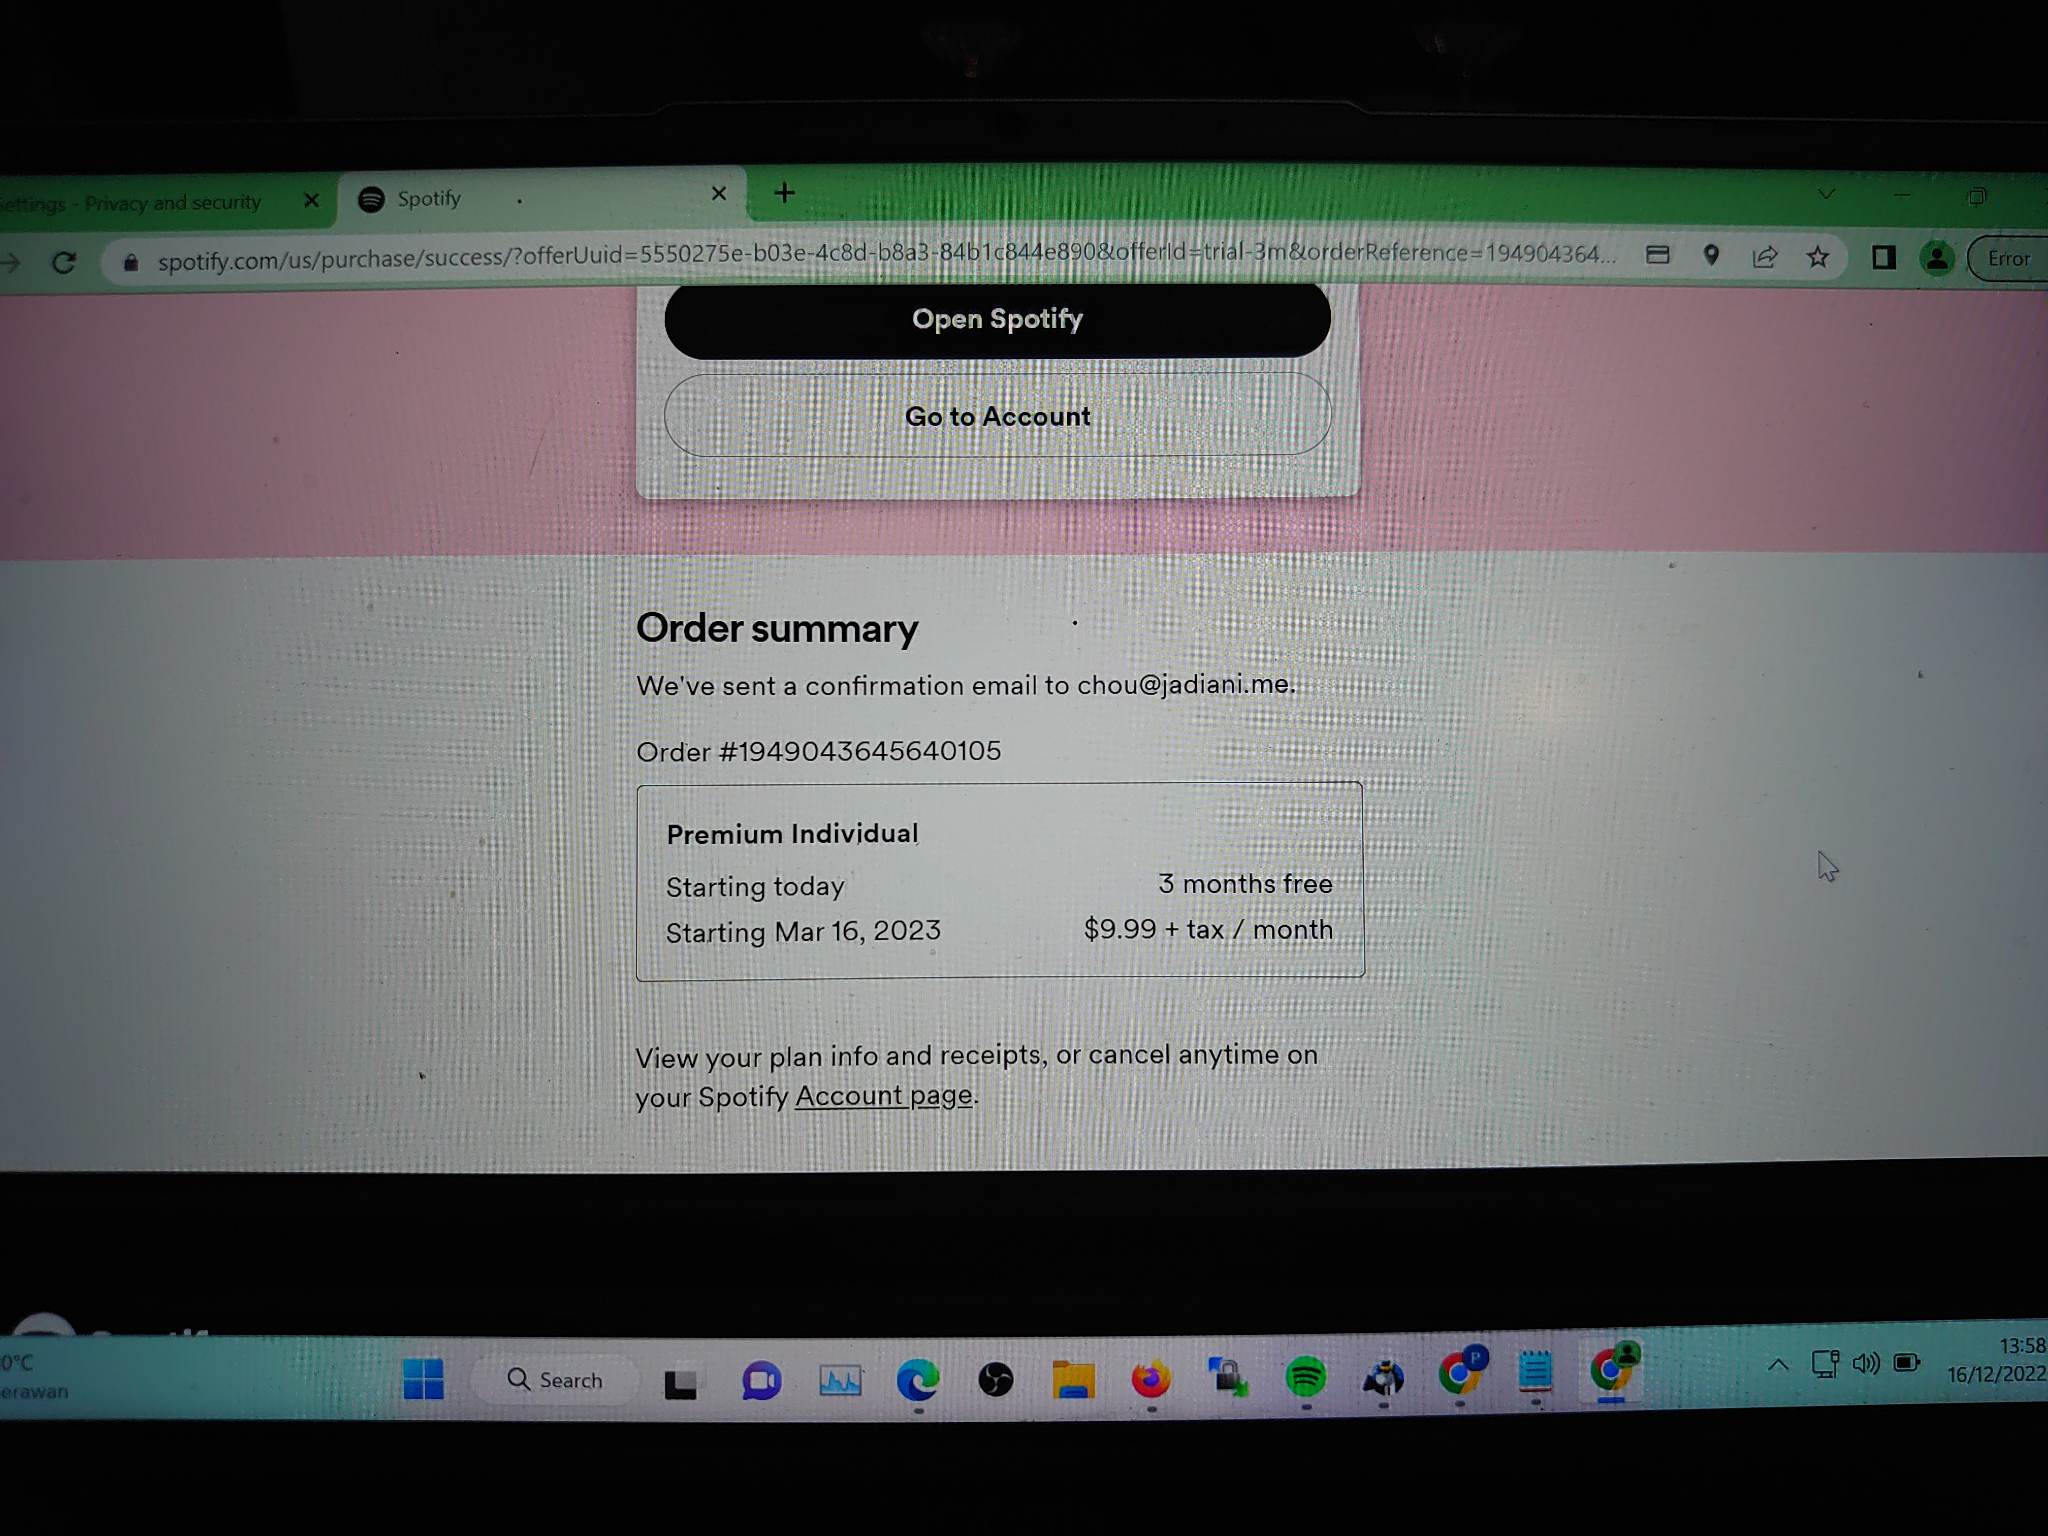 Settings - Privacy and security
Spotify
spotify.com/us/purchase/success/?offerUuid=5550275e-b03e-4c8d-b8a3-84b1c844e890&offerId=trial-3m&orderReference=194904364...
Error
Open Spotify
Go to Account
Order summary
We've sent a confirmation email to chou@jadiani.me.
Order #1949043645640105
Premium Individual
Starting today 3 months free
Starting Mar 16, 2023 $9.99 + tax / month
View your plan info and receipts, or cancel anytime on
your Spotify Account page.
0°C
erawan
Search
P
13:58
16/12/2022